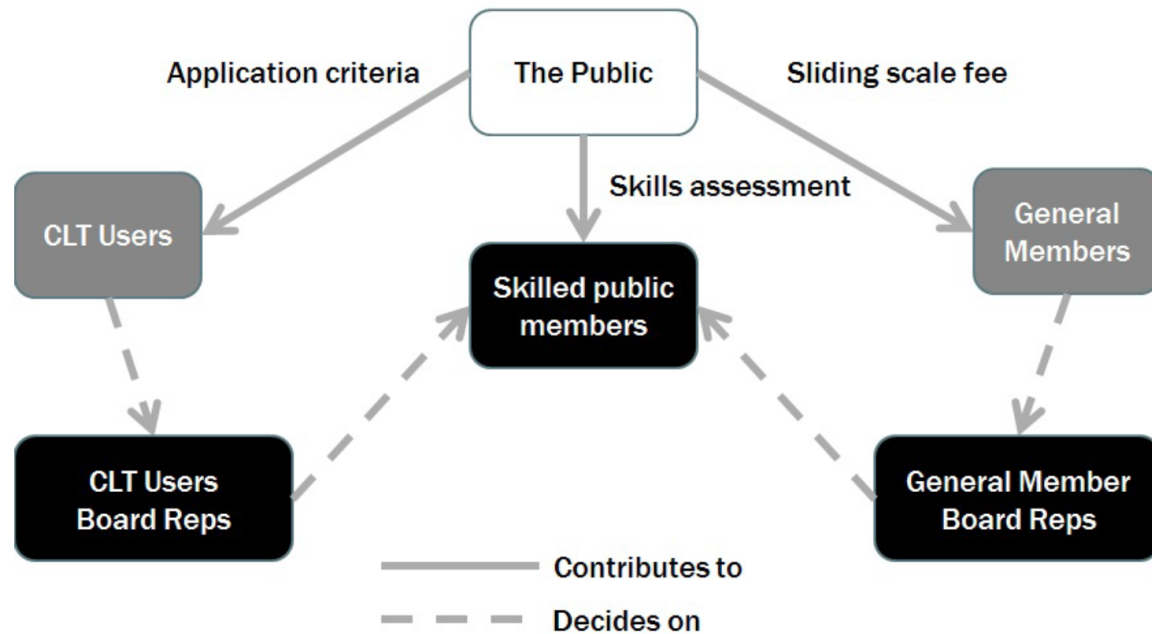 The Public
Application criteria
Sliding scale fee
Skills assessment
CLT Users
General
Members
Skilled public
members
CLT Users
Board Reps
General Member
Board Reps
Contributes to
Decides on